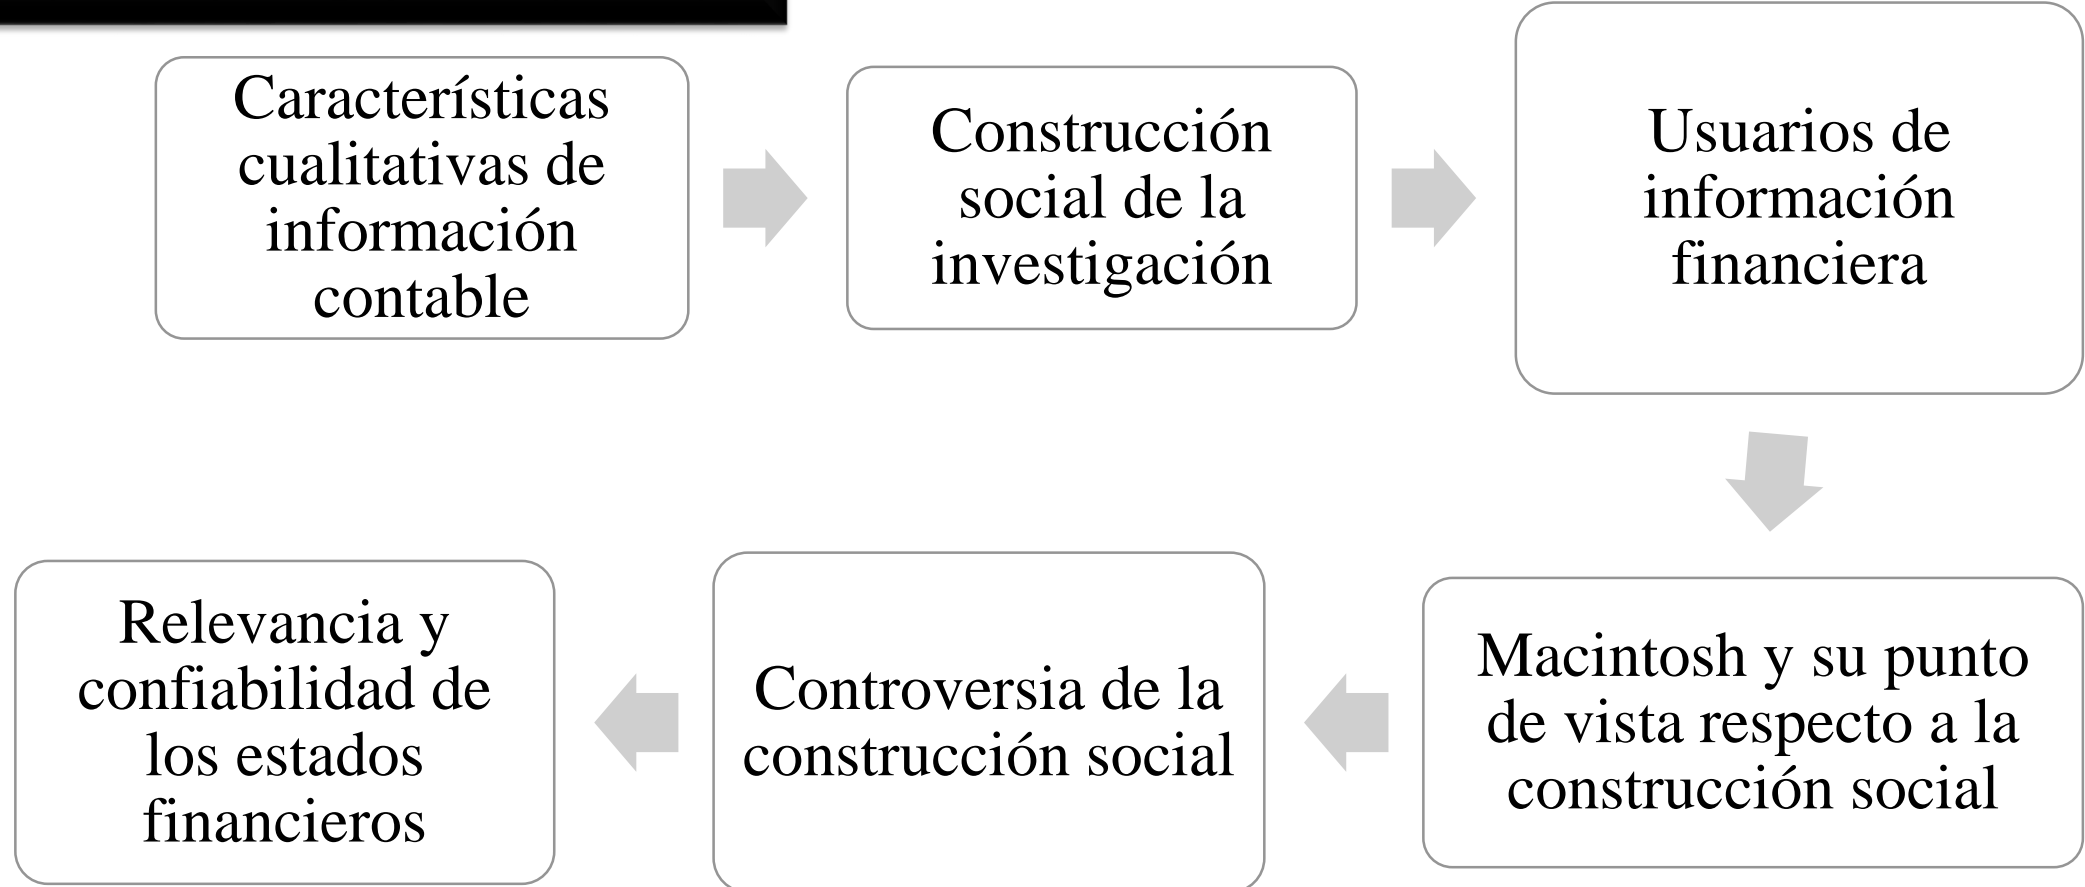 Características
cualitativas de
información
contable
Construcción
social de la
investigación
Usuarios de
información
financiera
Macintosh y su punto
de vista respecto a la
construcción social
Controversia de la
construcción social
Relevancia y
confiabilidad de
los estados
financieros